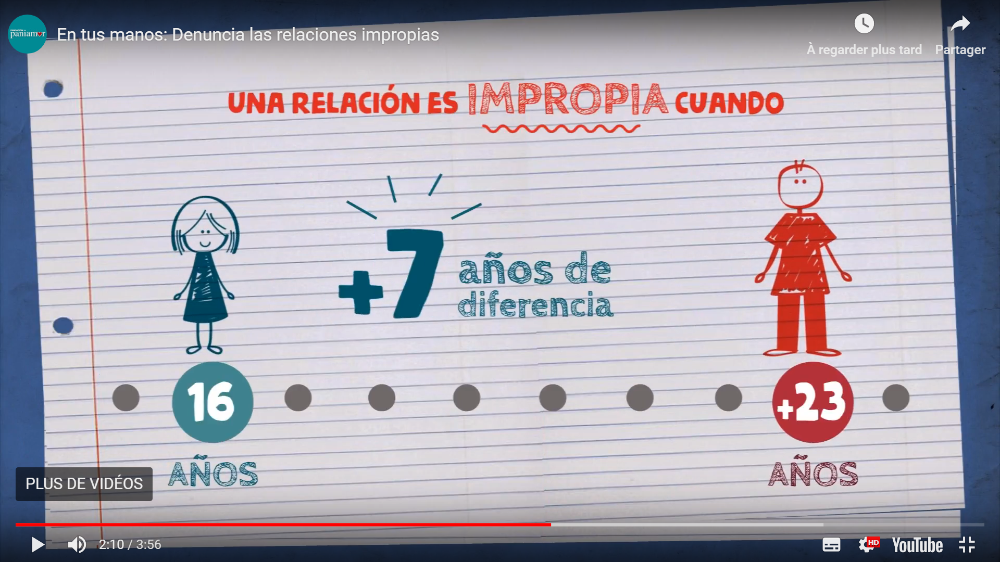 FUNDACIÓN
paniamor
En tus manos: Denuncia las relaciones impropias
À regarder plus tard
Partager
UNA RELACIÓN ES IMPROPIA CUANDO
+7 años de
diferencia
16
+23
AÑOS
AÑOS
PLUS DE VIDÉOS
2:10 / 3:56
HD
YouTube